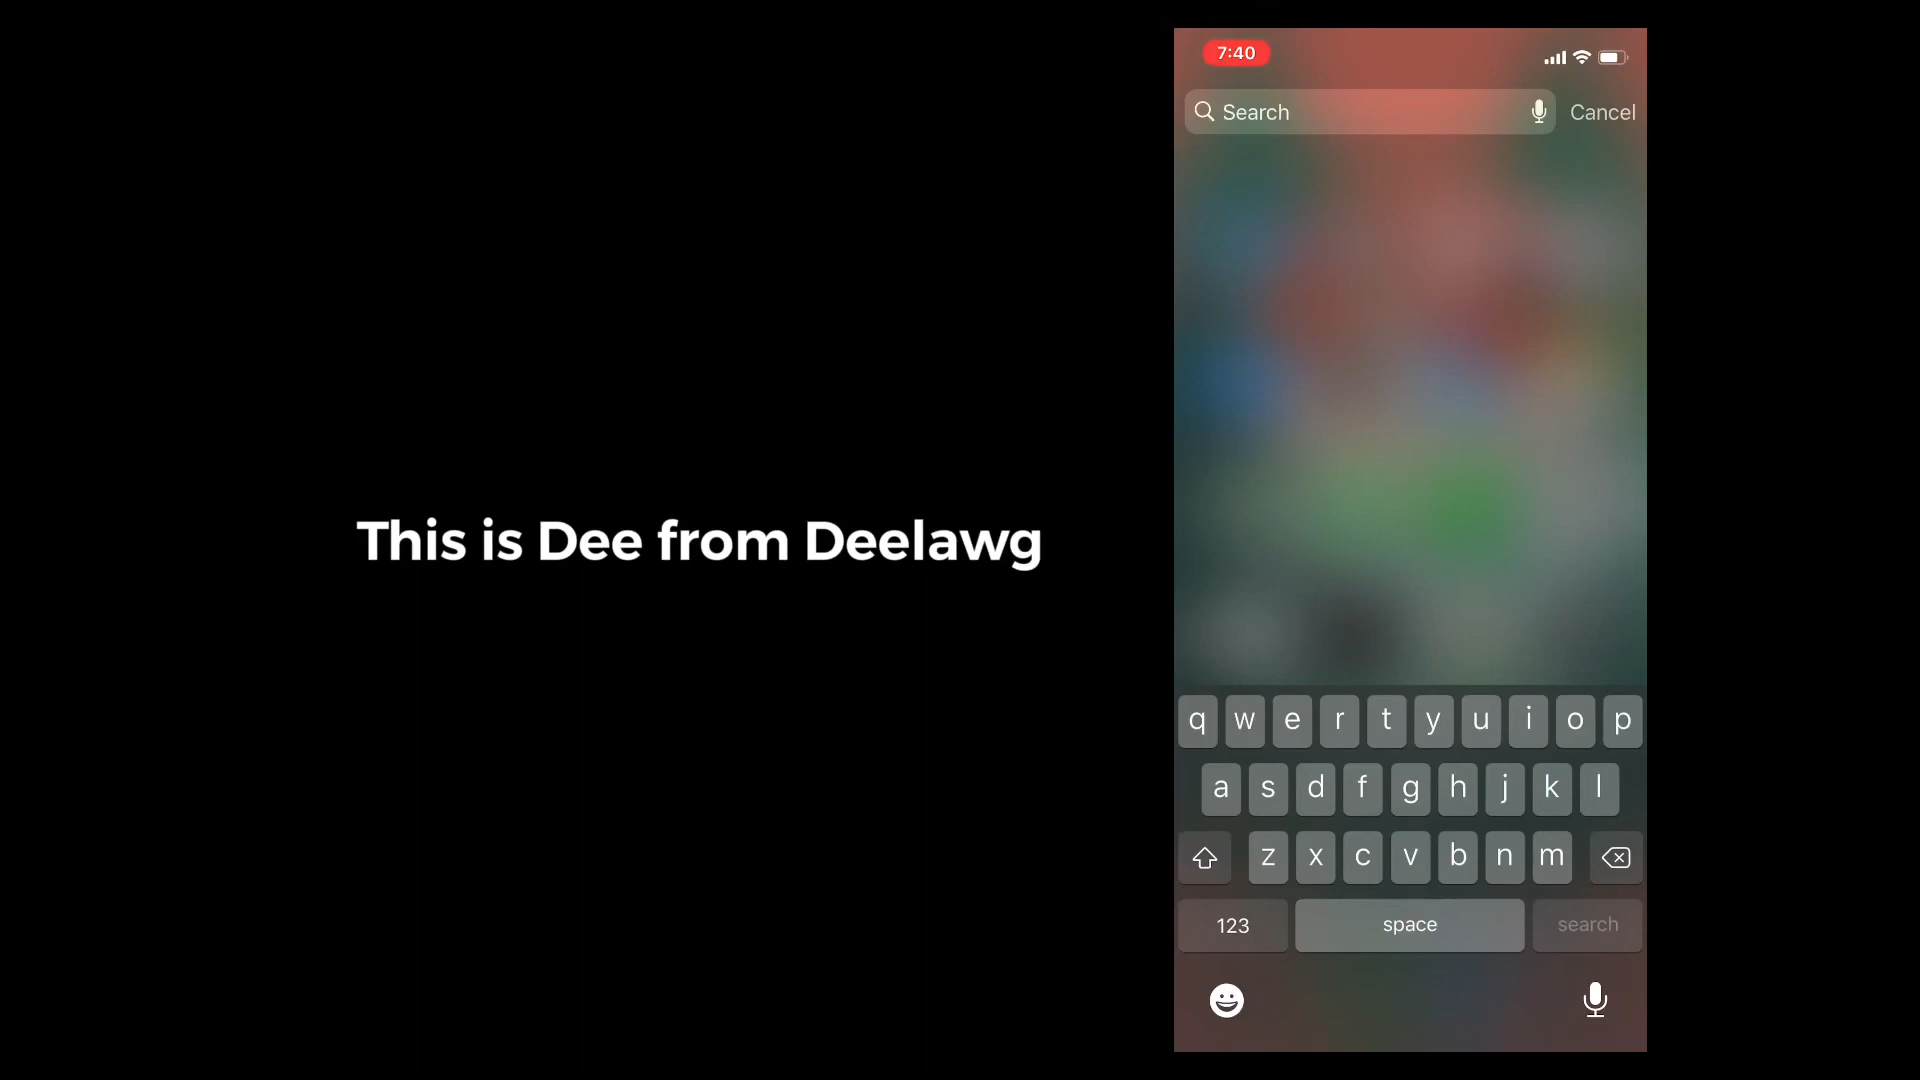 This is Dee from Deelawg
7:40
Search
Cancel
q w e r t y u i o p
a s d f g h j k l
z x c v b n m
123 space search